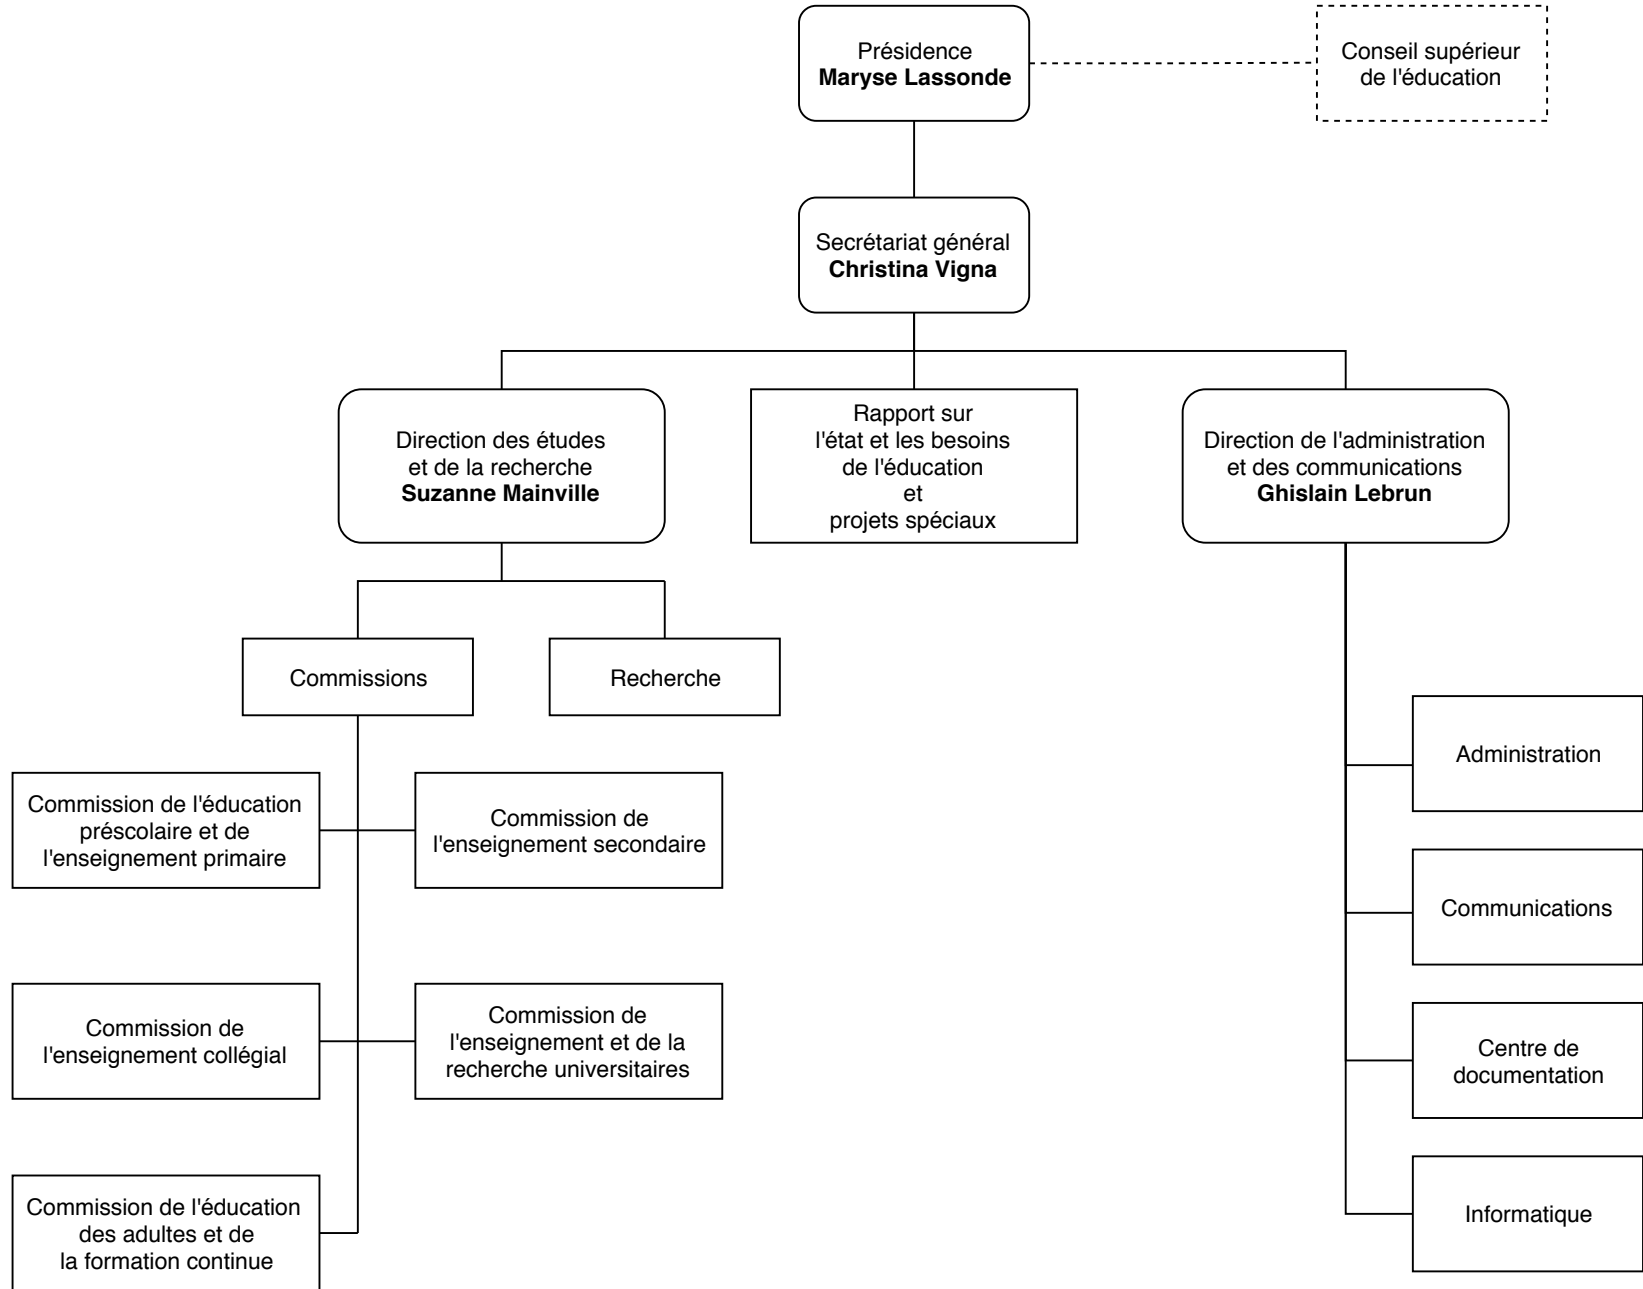 Présidence
Maryse Lassonde
Conseil supérieur
de l'éducation
Secrétariat général
Christina Vigna
Direction des études
et de la recherche
Suzanne Mainville
Rapport sur
l'état et les besoins
de l'éducation
et
projets spéciaux
Direction de l'administration
et des communications
Ghislain Lebrun
Commissions
Recherche
Commission de l'éducation
préscolaire et de
l'enseignement primaire
Commission de
l'enseignement secondaire
Commission de
l'enseignement collégial
Commission de
l'enseignement et de la
recherche universitaires
Commission de l'éducation
des adultes et de
la formation continue
Administration
Communications
Centre de
documentation
Informatique